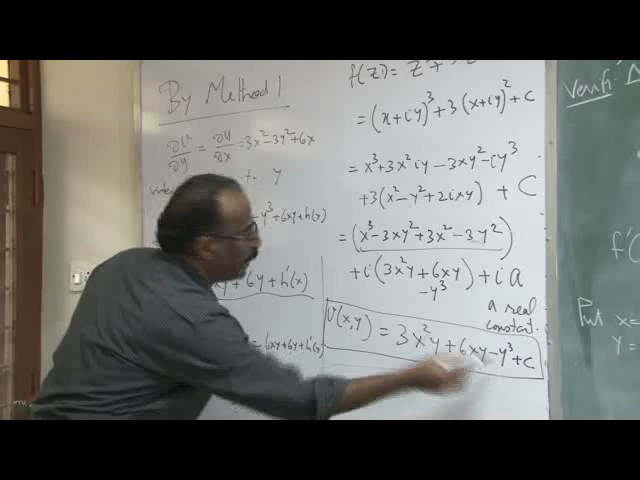 By Method 1
∂V/∂y = ∂u/∂x = 3x²-3y²+6x
y
-y³+6xy+h(x)
y+6y+h'(x)
= 6xy+6y+h'(x)
f(z) = z³+
= (x+iy)³+3(x+iy)²+c
= x³+3x²iy-3xy²-iy³
+3(x²-y²+2ixy) + C
= (x³-3xy²+3x²-3y²)
+i(3x²y+6xy-y³)+ia
a real
constant.
V(x,y) = 3x²y+6xy-y³+c
Verify:
f'(
Put x=
y=